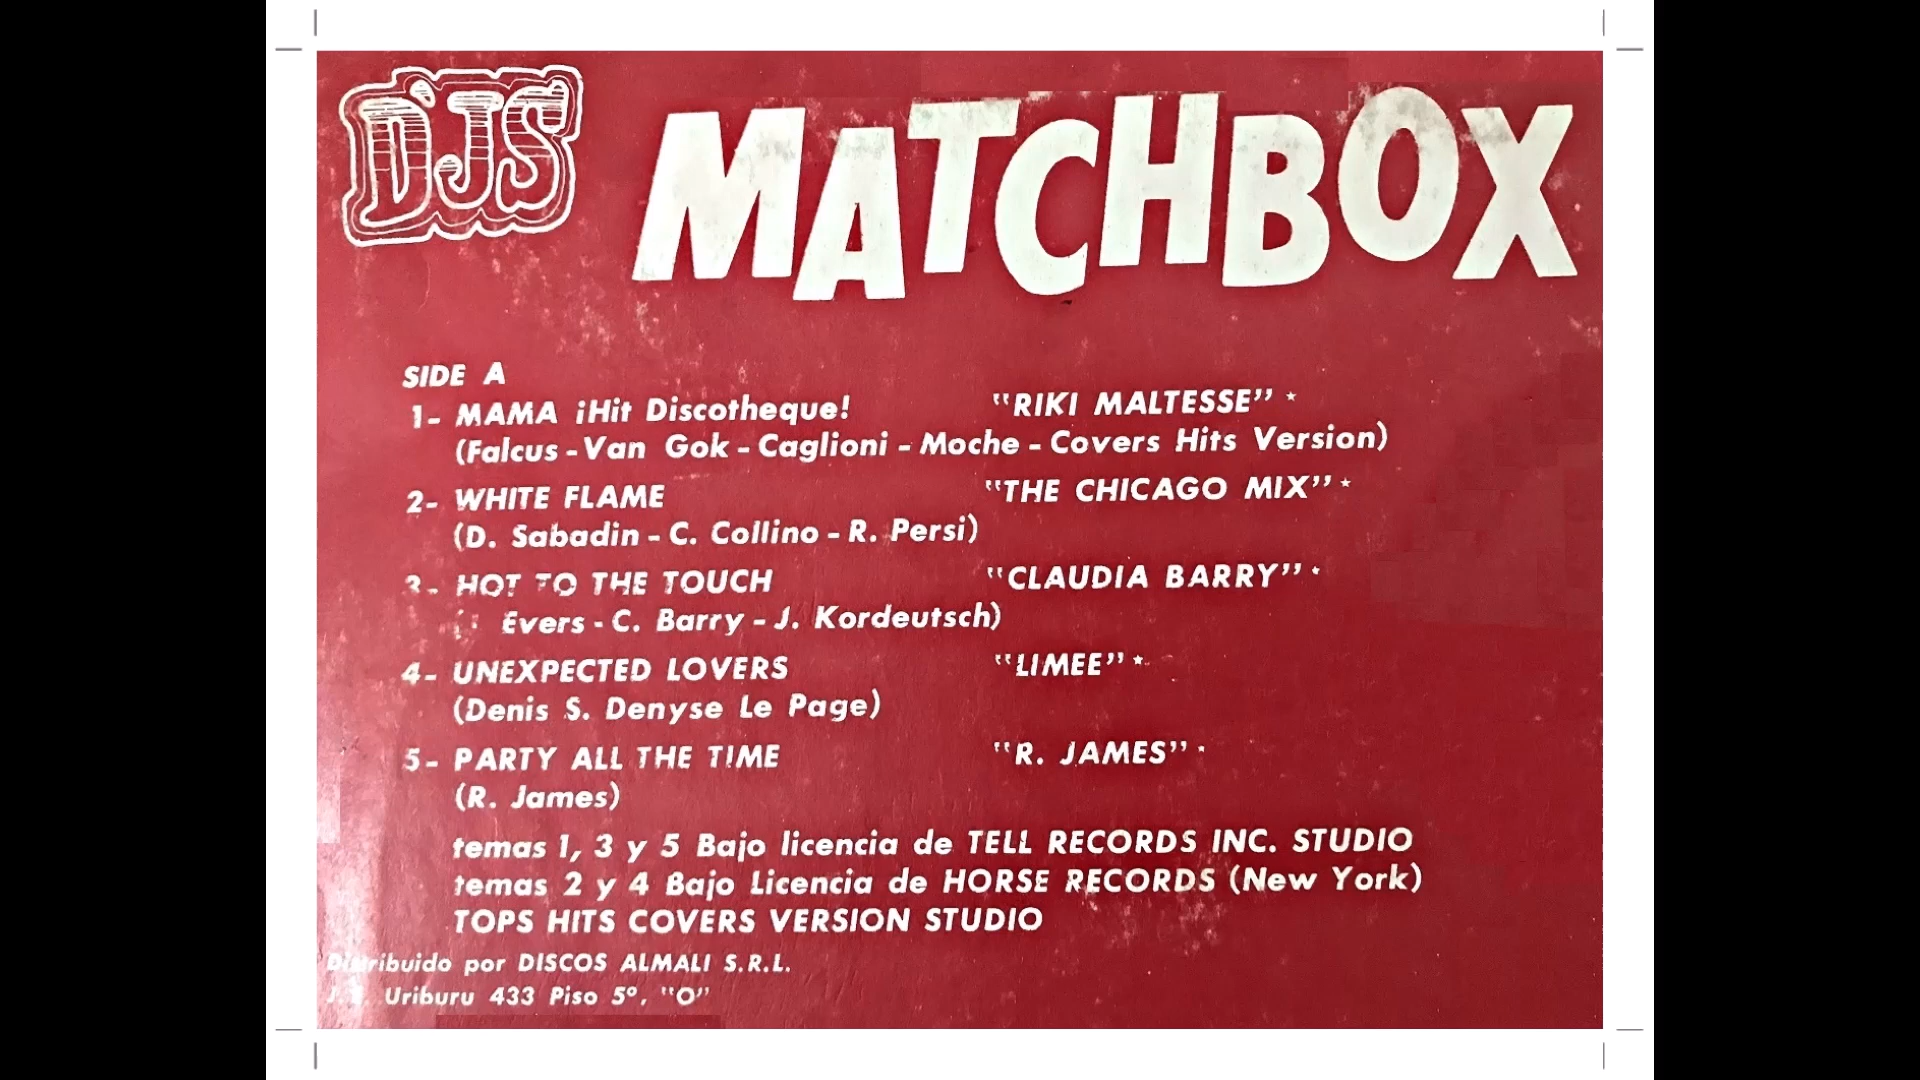 D'JS
MATCHBOX
SIDE A
1- MAMA ¡Hit Discotheque! "RIKI MALTESSE" *
(Falcus - Van Gok - Caglioni - Moche - Covers Hits Version)
2- WHITE FLAME "THE CHICAGO MIX" *
(D. Sabadin - C. Collino - R. Persi)
3- HOT TO THE TOUCH "CLAUDIA BARRY" *
Evers - C. Barry - J. Kordeutsch)
4- UNEXPECTED LOVERS "LIMEE" *
(Denis S. Denyse Le Page)
5- PARTY ALL THE TIME "R. JAMES" *
(R. James)
temas 1, 3 y 5 Bajo licencia de TELL RECORDS INC. STUDIO
temas 2 y 4 Bajo Licencia de HORSE RECORDS (New York)
TOPS HITS COVERS VERSION STUDIO
Distribuido por DISCOS ALMALI S.R.L.
Uriburu 433 Piso 5º, "O"